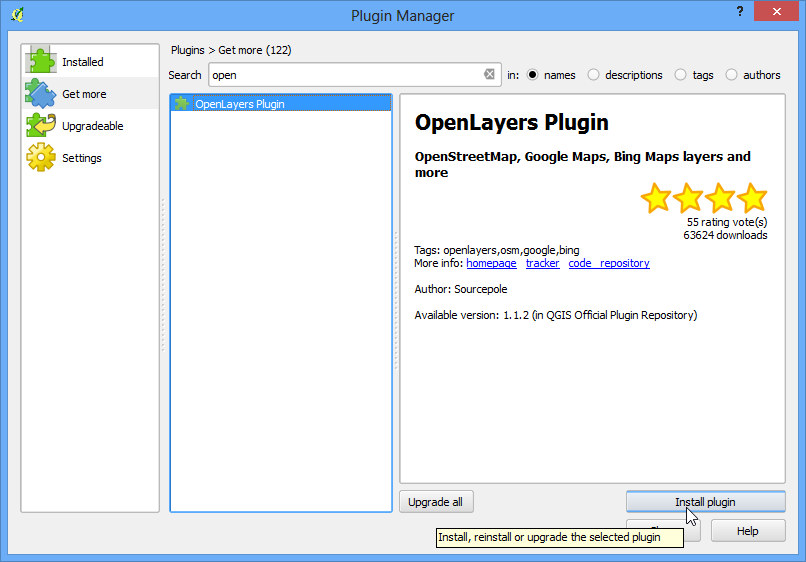 Plugin Manager
?
Installed
Get more
Upgradeable
Settings
Plugins > Get more (122)
Search open in: names descriptions tags authors
OpenLayers Plugin
OpenLayers Plugin
OpenStreetMap, Google Maps, Bing Maps layers and
more
55 rating vote(s)
63624 downloads
Tags: openlayers,osm,google,bing
More info: homepage tracker code_repository
Author: Sourcepole
Available version: 1.1.2 (in QGIS Official Plugin Repository)
Upgrade all
Install plugin
Help
Install, reinstall or upgrade the selected plugin